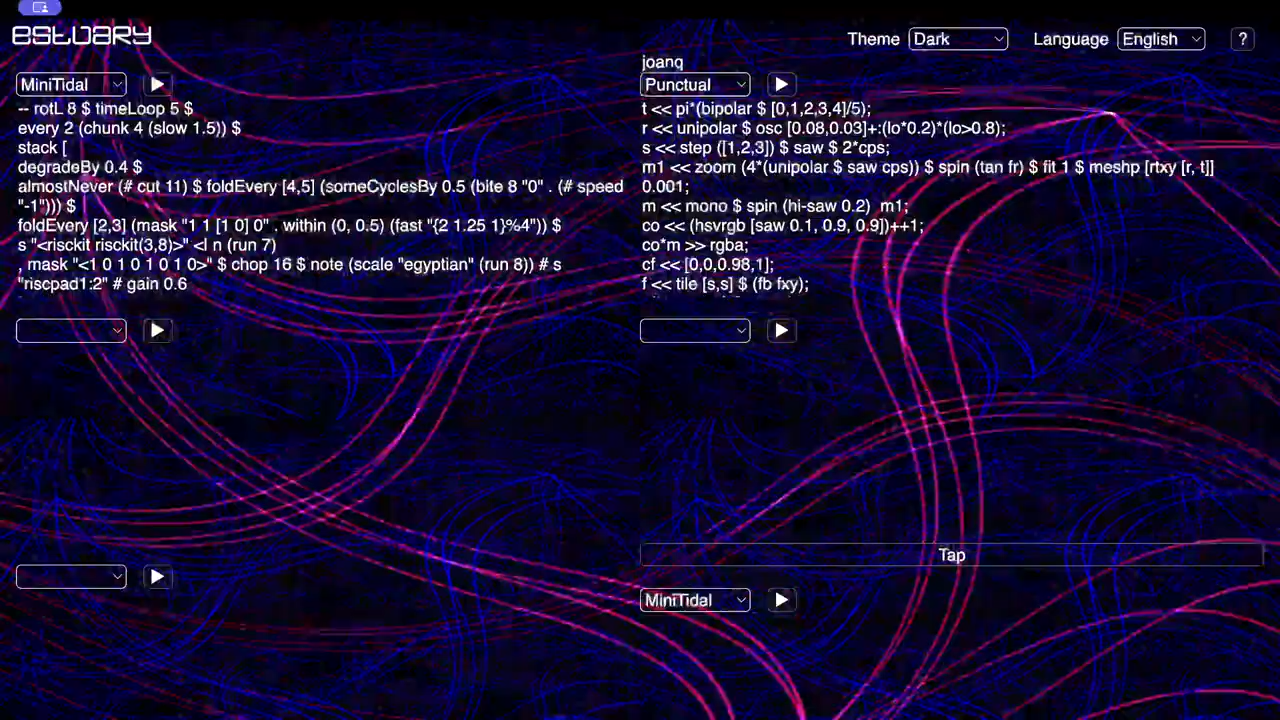 estuary
Theme Dark Language English ?
MiniTidal
-- rotL 8 $ timeLoop 5 $
every 2 (chunk 4 (slow 1.5)) $
stack [
degradeBy 0.4 $
almostNever (# cut 11) $ foldEvery [4,5] (someCyclesBy 0.5 (bite 8 "0" . (# speed
"-1"))) $
foldEvery [2,3] (mask "1 1 [1 0] 0" . within (0, 0.5) (fast "{2 1.25 1}%4")) $
s "<risckit risckit(3,8)>" <| n (run 7)
, mask "<1 0 1 0 1 0 1 0>" $ chop 16 $ note (scale "egyptian" (run 8)) # s
"riscpad1:2" # gain 0.6
joanq
Punctual
t << pi*(bipolar $ [0,1,2,3,4]/5);
r << unipolar $ osc [0.08,0.03]+:(lo*0.2)*(lo>0.8);
s << step ([1,2,3]) $ saw $ 2*cps;
m1 << zoom (4*(unipolar $ saw cps)) $ spin (tan fr) $ fit 1 $ meshp [rtxy [r, t]]
0.001;
m << mono $ spin (hi-saw 0.2) m1;
co << (hsvrgb [saw 0.1, 0.9, 0.9])++1;
co*m >> rgba;
cf << [0,0,0.98,1];
f << tile [s,s] $ (fb fxy);
Tap
MiniTidal